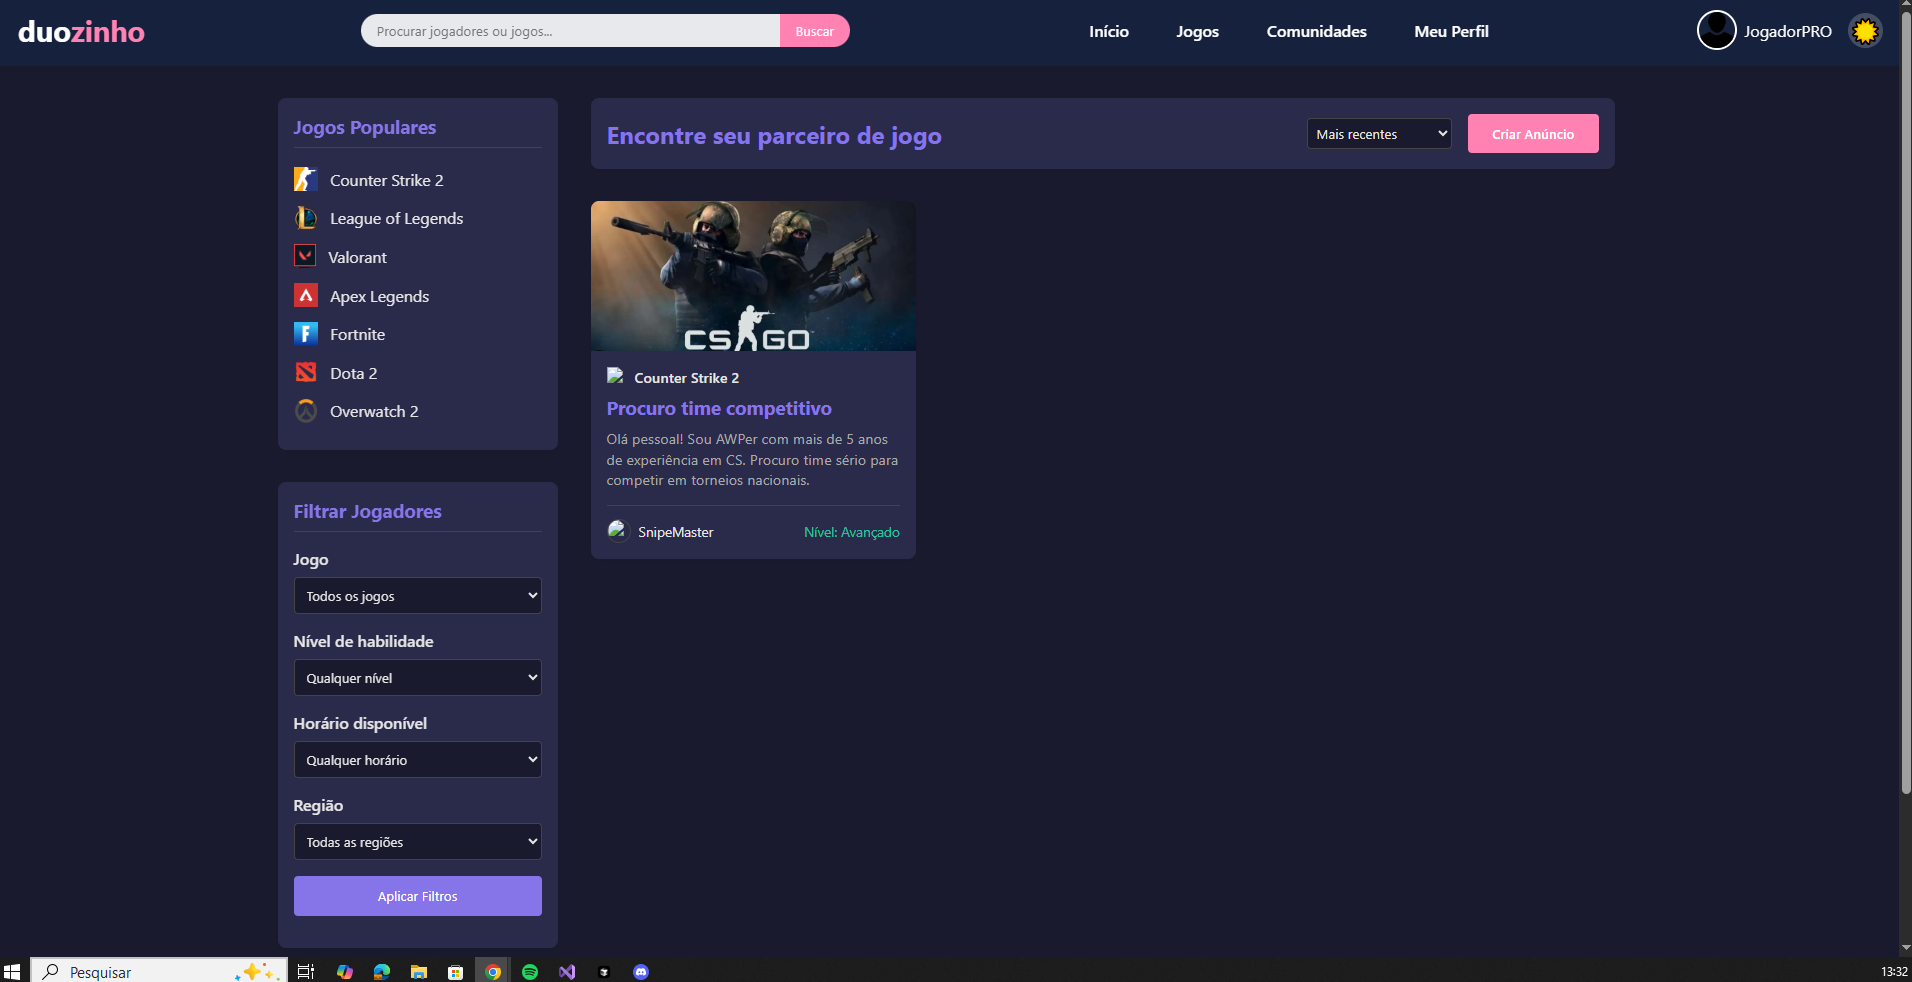 duozinho
Procurar jogadores ou jogos...
Buscar
Início
Jogos
Comunidades
Meu Perfil
JogadorPRO
Jogos Populares
Counter Strike 2
League of Legends
Valorant
Apex Legends
Fortnite
Dota 2
Overwatch 2
Filtrar Jogadores
Jogo
Todos os jogos
Nível de habilidade
Qualquer nível
Horário disponível
Qualquer horário
Região
Todas as regiões
Aplicar Filtros
Encontre seu parceiro de jogo
Mais recentes
Criar Anúncio
CS GO
Counter Strike 2
Procuro time competitivo
Olá pessoal! Sou AWPer com mais de 5 anos
de experiência em CS. Procuro time sério para
competir em torneios nacionais.
SnipeMaster
Nível: Avançado
Pesquisar
13:32